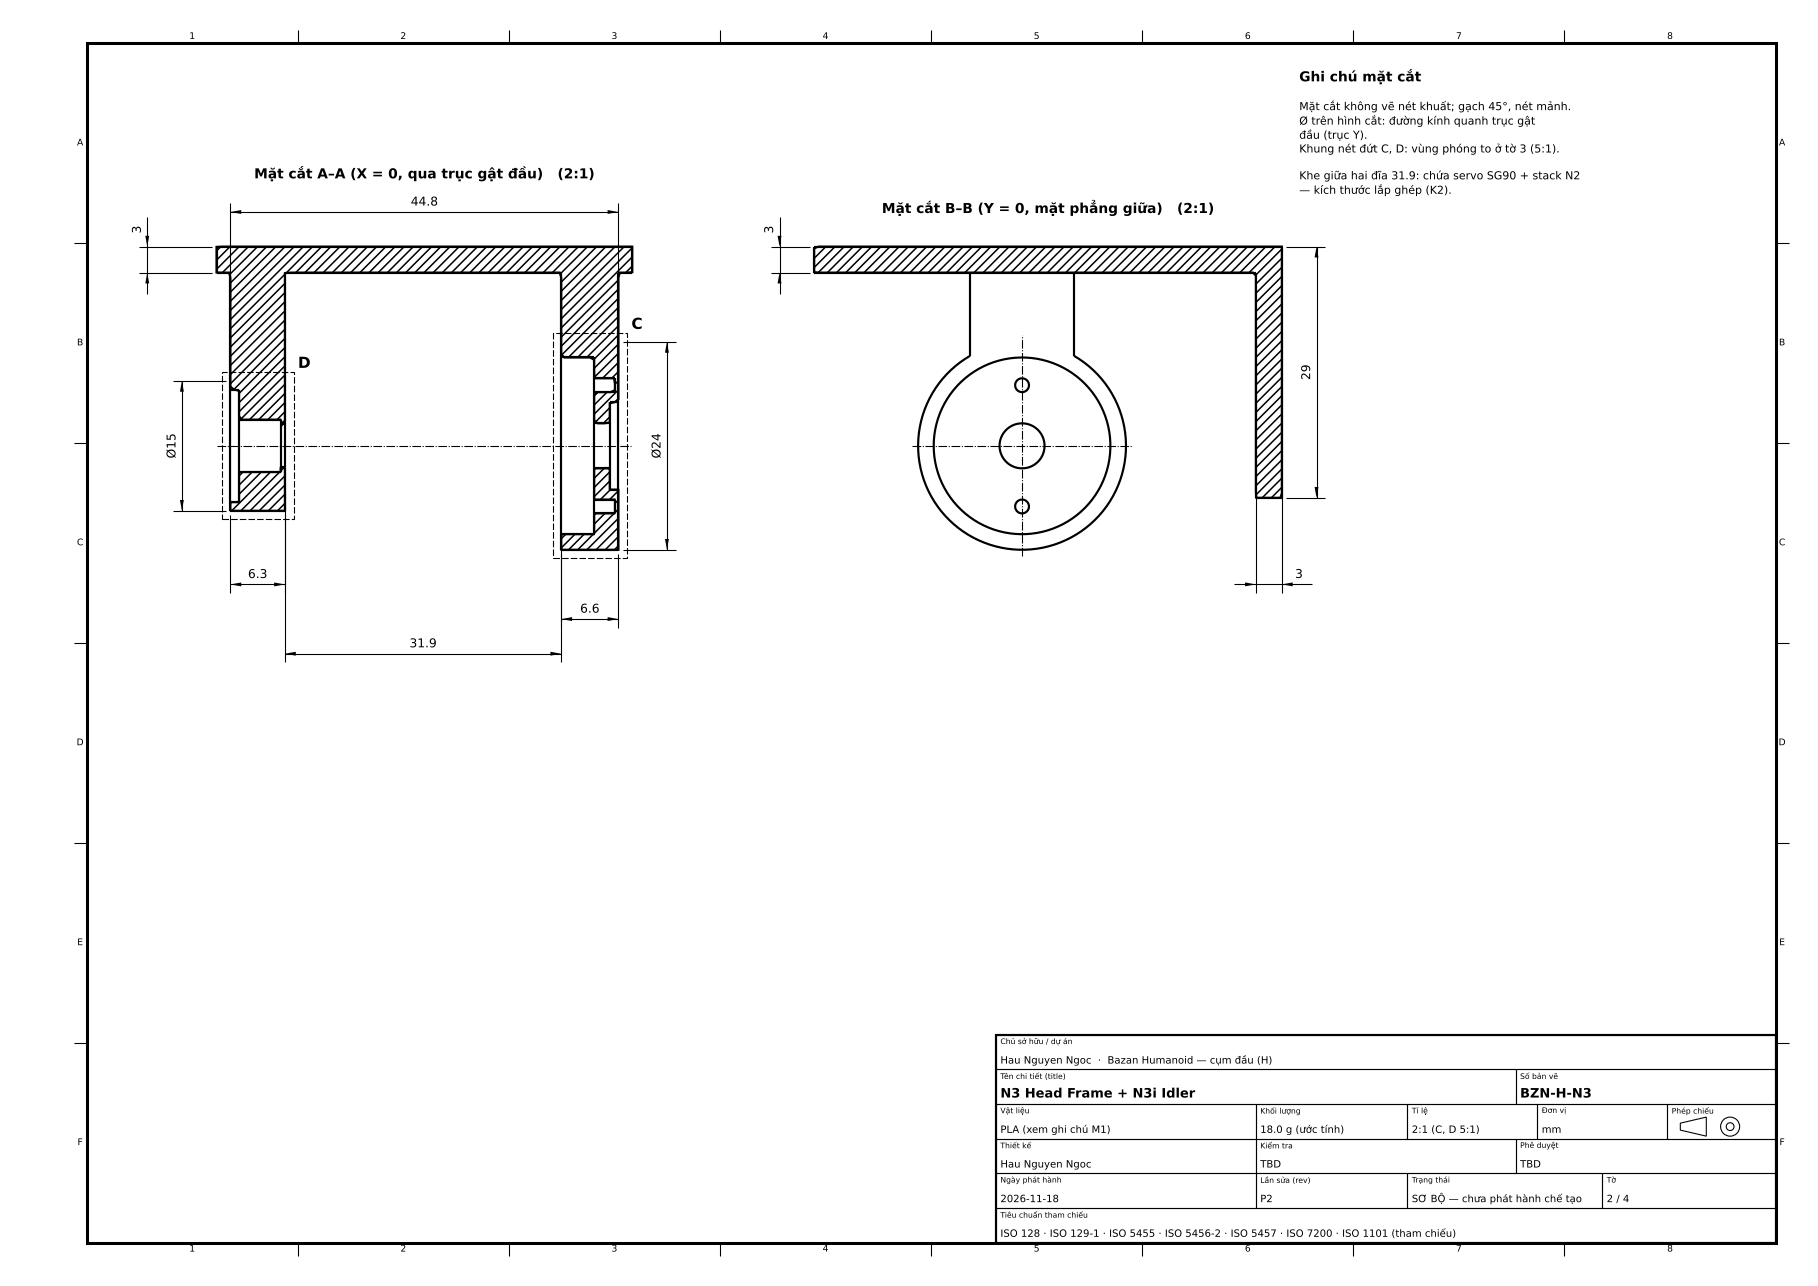 1 2 3 4 5 6 7 8
Ghi chú mặt cắt
Mặt cắt không vẽ nét khuất; gạch 45°, nét mảnh.
Ø trên hình cắt: đường kính quanh trục gật
đầu (trục Y).
Khung nét đứt C, D: vùng phóng to ở tờ 3 (5:1).
Khe giữa hai đĩa 31.9: chứa servo SG90 + stack N2
— kích thước lắp ghép (K2).
A A
Mặt cắt A–A (X = 0, qua trục gật đầu) (2:1)
44.8
3
Mặt cắt B–B (Y = 0, mặt phẳng giữa) (2:1)
3
C
B B
D
29
Ø15
Ø24
C C
6.3
6.6
3
31.9
D D
E E
F F
Chủ sở hữu / dự án
Hau Nguyen Ngoc · Bazan Humanoid — cụm đầu (H)
Tên chi tiết (title) Số bản vẽ
N3 Head Frame + N3i Idler BZN-H-N3
Vật liệu Khối lượng Tỉ lệ Đơn vị Phép chiếu
PLA (xem ghi chú M1) 18.0 g (ước tính) 2:1 (C, D 5:1) mm
Thiết kế Kiểm tra Phê duyệt
Hau Nguyen Ngoc TBD TBD
Ngày phát hành Lần sửa (rev) Trạng thái Tờ
2026-11-18 P2 SƠ BỘ — chưa phát hành chế tạo 2 / 4
Tiêu chuẩn tham chiếu
ISO 128 · ISO 129-1 · ISO 5455 · ISO 5456-2 · ISO 5457 · ISO 7200 · ISO 1101 (tham chiếu)
1 2 3 4 5 6 7 8